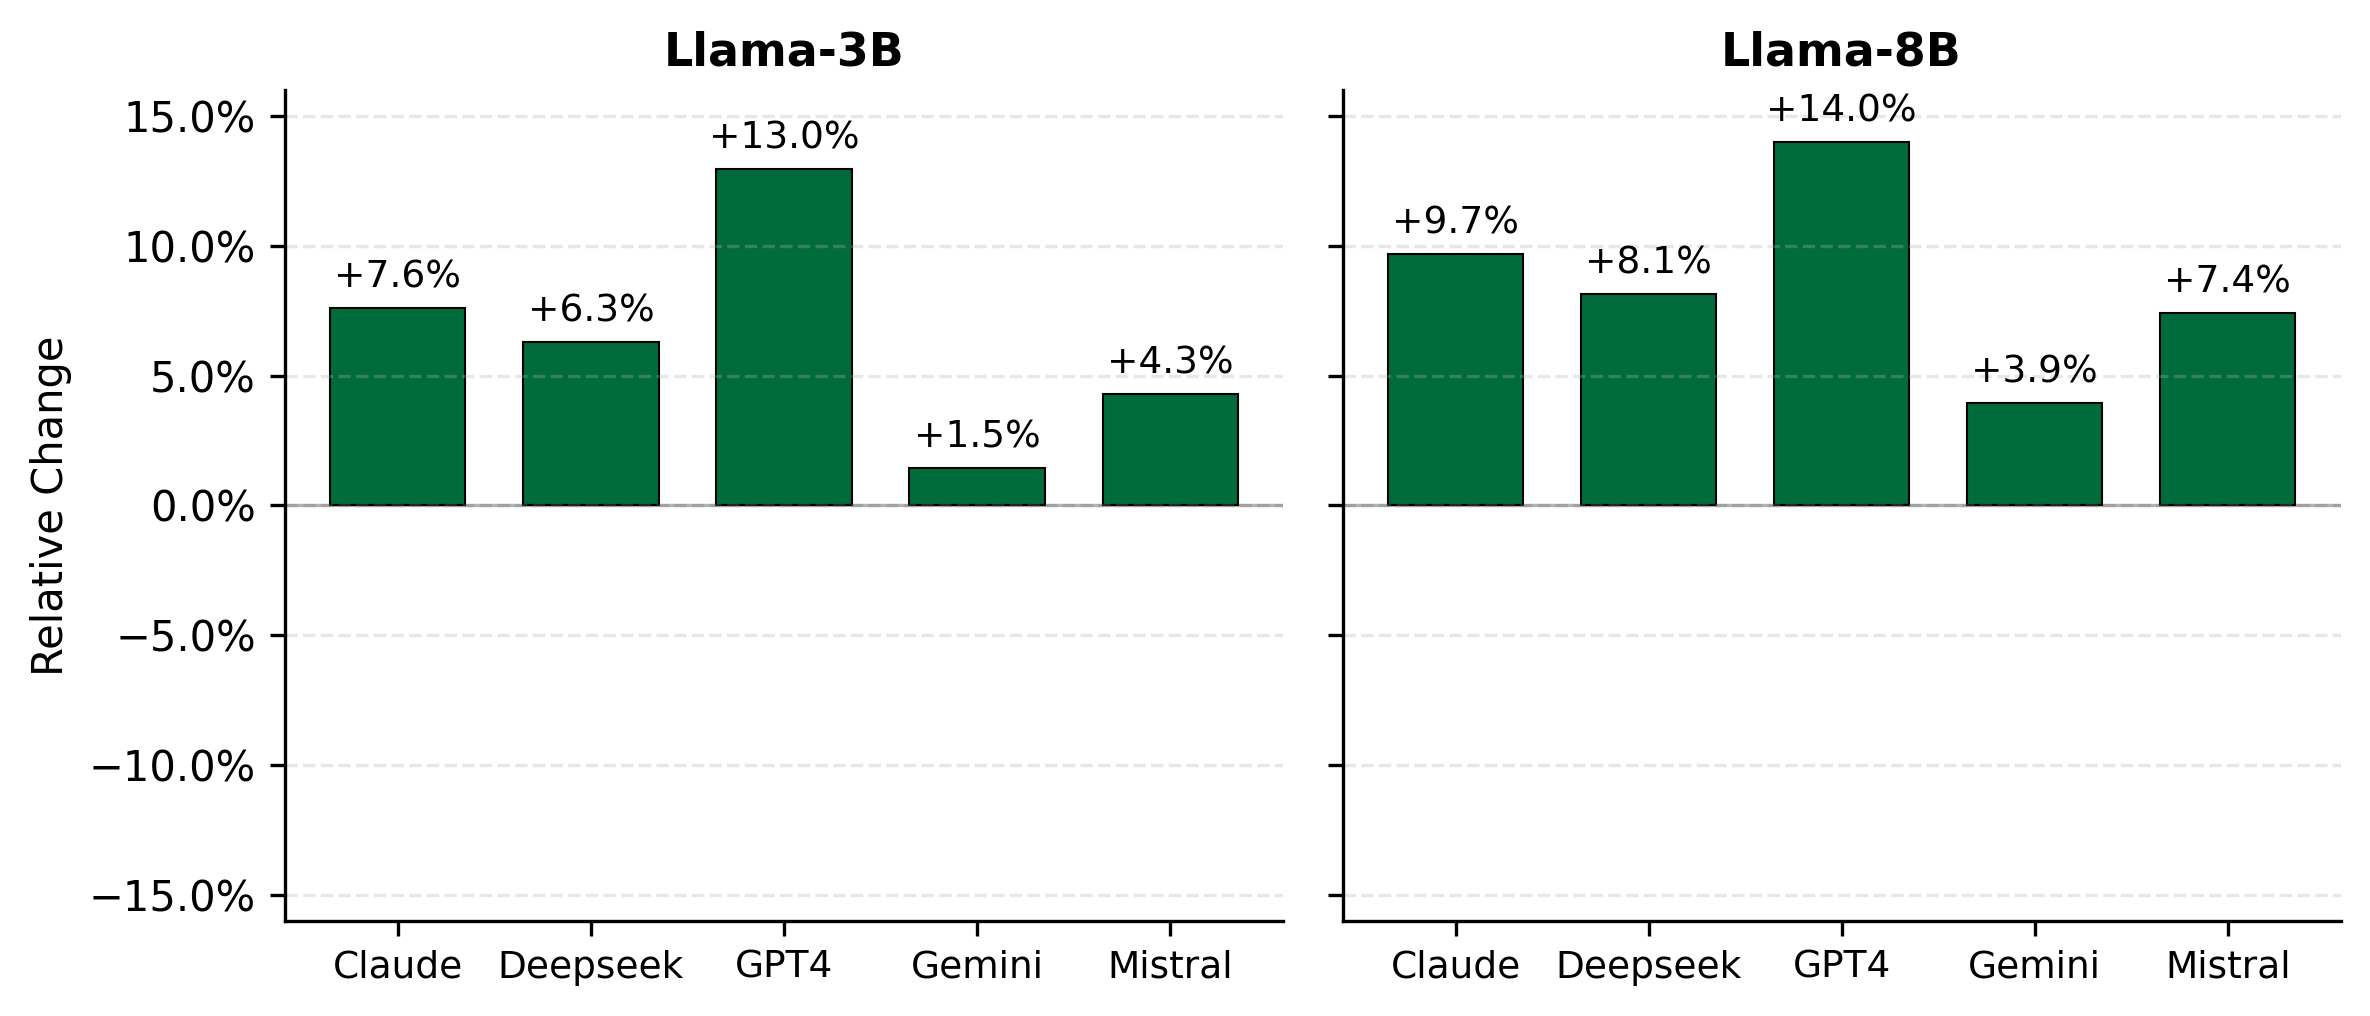 Llama-3B
Llama-8B
Relative Change
15.0%
10.0%
5.0%
0.0%
−5.0%
−10.0%
−15.0%
+7.6%
+6.3%
+13.0%
+1.5%
+4.3%
Claude
Deepseek
GPT4
Gemini
Mistral
+9.7%
+8.1%
+14.0%
+3.9%
+7.4%
Claude
Deepseek
GPT4
Gemini
Mistral